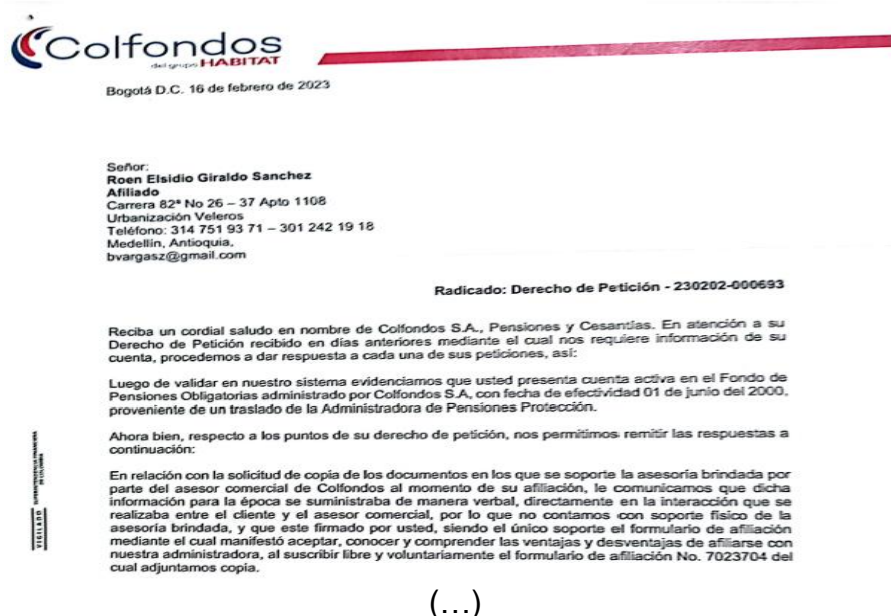 Colfondos
del grupo HABITAT
Bogotá D.C. 16 de febrero de 2023
Señor:
Roen Elsidio Giraldo Sanchez
Afiliado
Carrera 82ª No 26 – 37 Apto 1108
Urbanización Veleros
Teléfono: 314 751 93 71 – 301 242 19 18
Medellín, Antioquia,
bvargasz@gmail.com
Radicado: Derecho de Petición - 230202-000693
Reciba un cordial saludo en nombre de Colfondos S.A., Pensiones y Cesantías. En atención a su
Derecho de Petición recibido en días anteriores mediante el cual nos requiere información de su
cuenta, procedemos a dar respuesta a cada una de sus peticiones, así:
Luego de validar en nuestro sistema evidenciamos que usted presenta cuenta activa en el Fondo de
Pensiones Obligatorias administrado por Colfondos S.A, con fecha de efectividad 01 de junio del 2000,
proveniente de un traslado de la Administradora de Pensiones Protección.
Ahora bien, respecto a los puntos de su derecho de petición, nos permitimos remitir las respuestas a
continuación:
En relación con la solicitud de copia de los documentos en los que se soporte la asesoría brindada por
parte del asesor comercial de Colfondos al momento de su afiliación, le comunicamos que dicha
información para la época se suministraba de manera verbal, directamente en la interacción que se
realizaba entre el cliente y el asesor comercial, por lo que no contamos con soporte físico de la
asesoría brindada, y que este firmado por usted, siendo el único soporte el formulario de afiliación
mediante el cual manifestó aceptar, conocer y comprender las ventajas y desventajas de afiliarse con
nuestra administradora, al suscribir libre y voluntariamente el formulario de afiliación No. 7023704 del
cual adjuntamos copia.
VIGILADO SUPERINTENDENCIA FINANCIERA
DE COLOMBIA
(...)